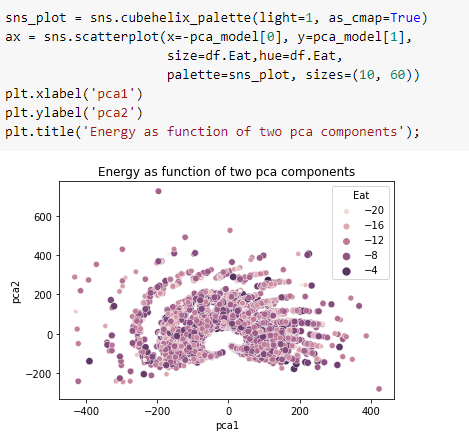 sns_plot = sns.cubehelix_palette(light=1, as_cmap=True)
ax = sns.scatterplot(x=-pca_model[0], y=pca_model[1],
size=df.Eat,hue=df.Eat,
palette=sns_plot, sizes=(10, 60))
plt.xlabel('pca1')
plt.ylabel('pca2')
plt.title('Energy as function of two pca components');
Energy as function of two pca components
Eat
−20
−16
−12
−8
−4
600
400
200
0
−200
pca2
−400 −200 0 200 400
pca1